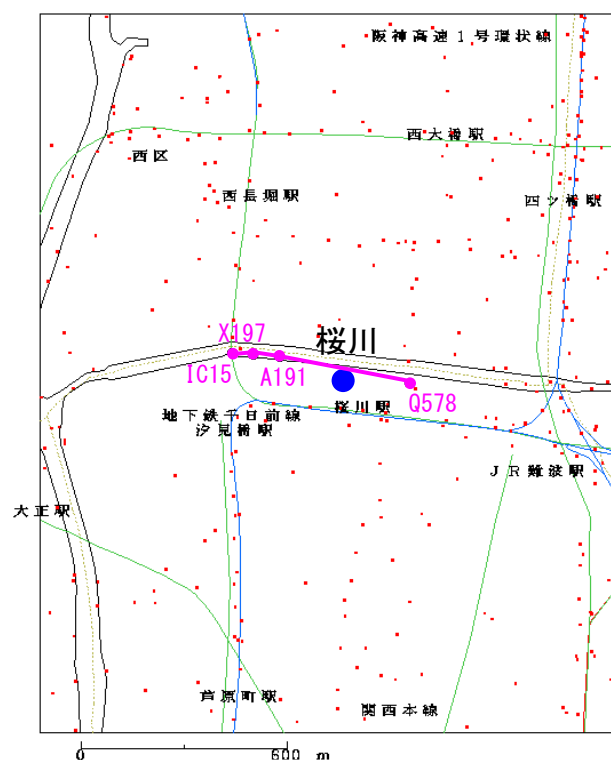 阪神高速1号環状線
西大橋駅
西区
西長堀駅
四ツ橋駅
X197
桜川
IC15
A191
Q578
桜川駅
地下鉄千日前線
汐見橋駅
JR難波駅
大正駅
芦原町駅
関西本線
0 600 m